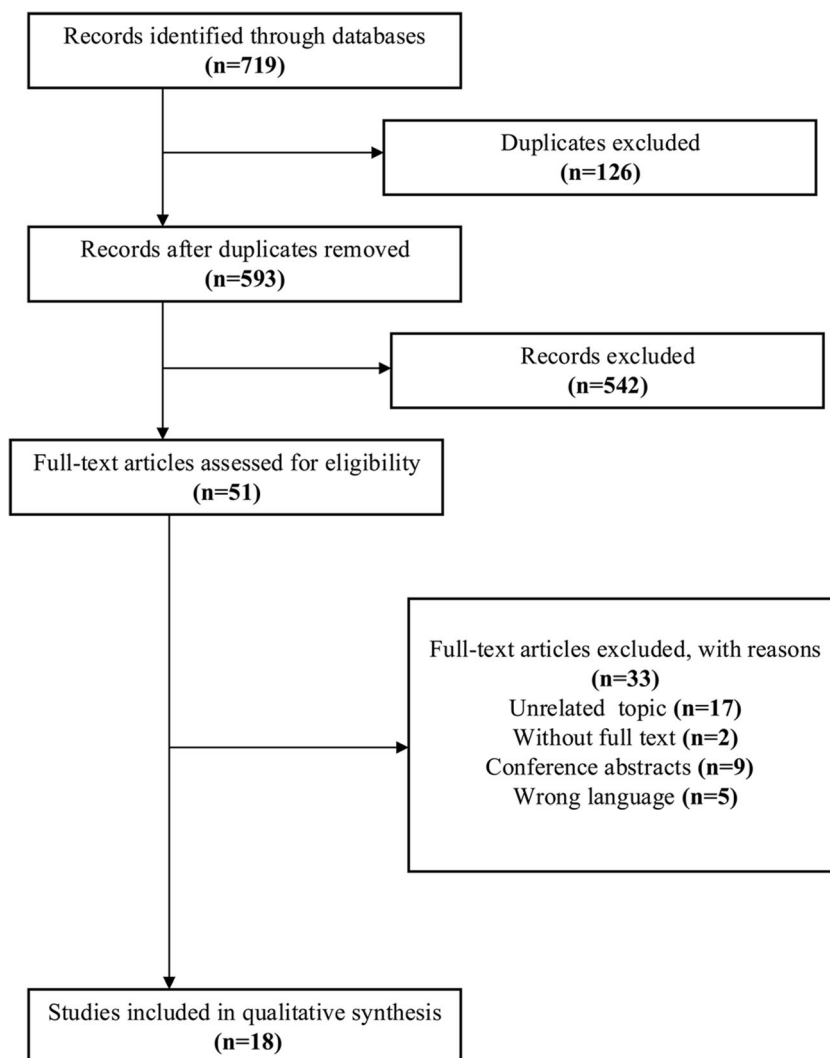 Records identified through databases
(n=719)
Duplicates excluded
(n=126)
Records after duplicates removed
(n=593)
Records excluded
(n=542)
Full-text articles assessed for eligibility
(n=51)
Full-text articles excluded, with reasons
(n=33)
Unrelated topic (n=17)
Without full text (n=2)
Conference abstracts (n=9)
Wrong language (n=5)
Studies included in qualitative synthesis
(n=18)